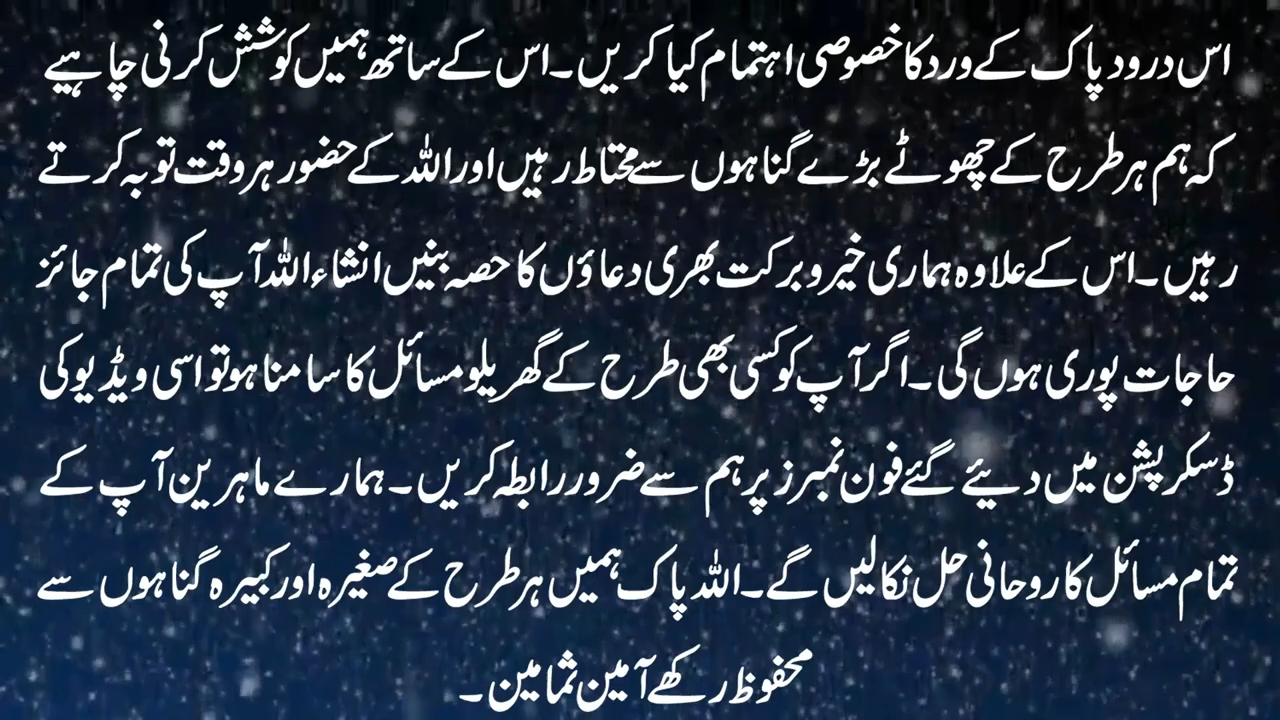 اس درود پاک کے ورد کا خصوصی اہتمام کیا کریں۔ اس کے ساتھ ہمیں کوشش کرنی چاہیے
کہ ہم ہر طرح کے چھوٹے بڑے گناہوں سے محتاط رہیں اور اللہ کے حضور ہر وقت توبہ کرتے
رہیں۔ اس کے علاوہ ہماری خیر و برکت بھری دعاؤں کا حصہ بنیں انشاءاللہ آپ کی تمام جائز
حاجات پوری ہوں گی۔ اگر آپ کو کسی بھی طرح کے گھریلو مسائل کا سامنا ہو تو اسی ویڈیو کی
ڈسکرپشن میں دیئے گئے فون نمبرز پر ہم سے ضرور رابطہ کریں۔ ہمارے ماہرین آپ کے
تمام مسائل کا روحانی حل نکالیں گے۔ اللہ پاک ہمیں ہر طرح کے صغیرہ اور کبیرہ گناہوں سے
محفوظ رکھے آمین ثمامین۔